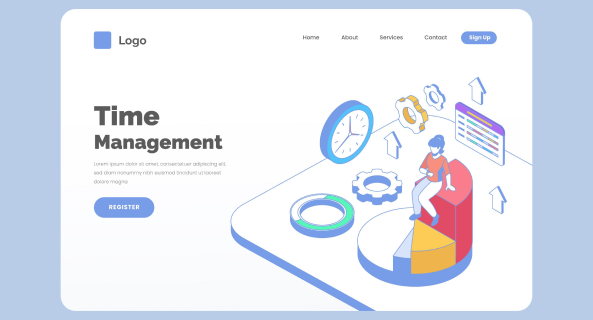 Logo
Home
About
Services
Contact
Sign Up
Time
Management
Lorem ipsum dolor sit amet, consectetuer adipiscing elit,
sed diam nonummy nibh euismod tincidunt ut laoreet
dolore magna
REGISTER